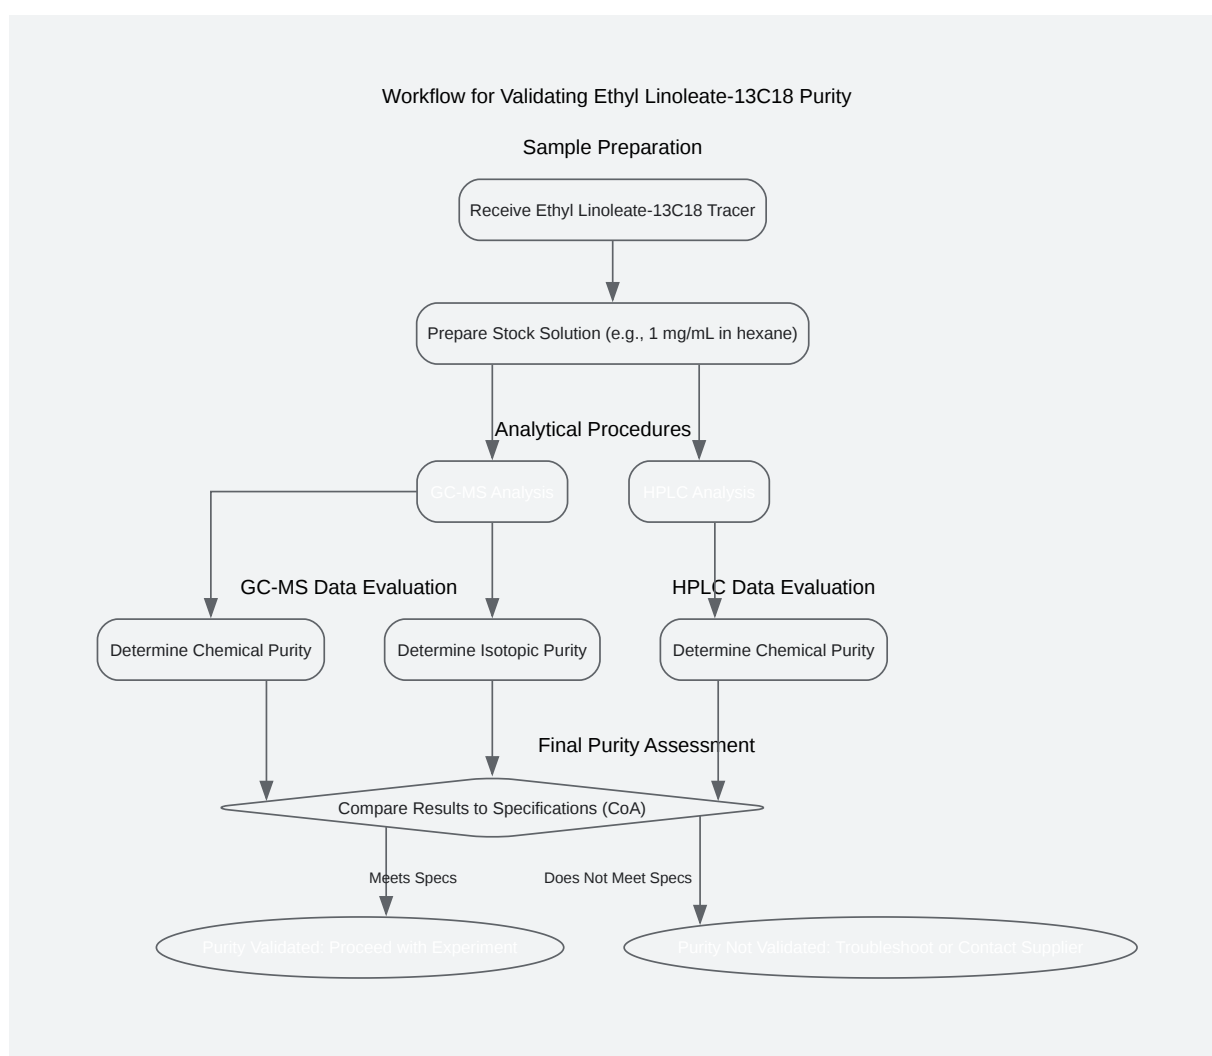 Workflow for Validating Ethyl Linoleate-13C18 Purity
Sample Preparation
Receive Ethyl Linoleate-13C18 Tracer
Prepare Stock Solution (e.g., 1 mg/mL in hexane)
Analytical Procedures
GC-MS Analysis
HPLC Analysis
GC-MS Data Evaluation
HPLC Data Evaluation
Determine Chemical Purity
Determine Isotopic Purity
Determine Chemical Purity
Final Purity Assessment
Compare Results to Specifications (CoA)
Meets Specs
Does Not Meet Specs
Purity Validated: Proceed with Experiment
Purity Not Validated: Troubleshoot or Contact Supplier